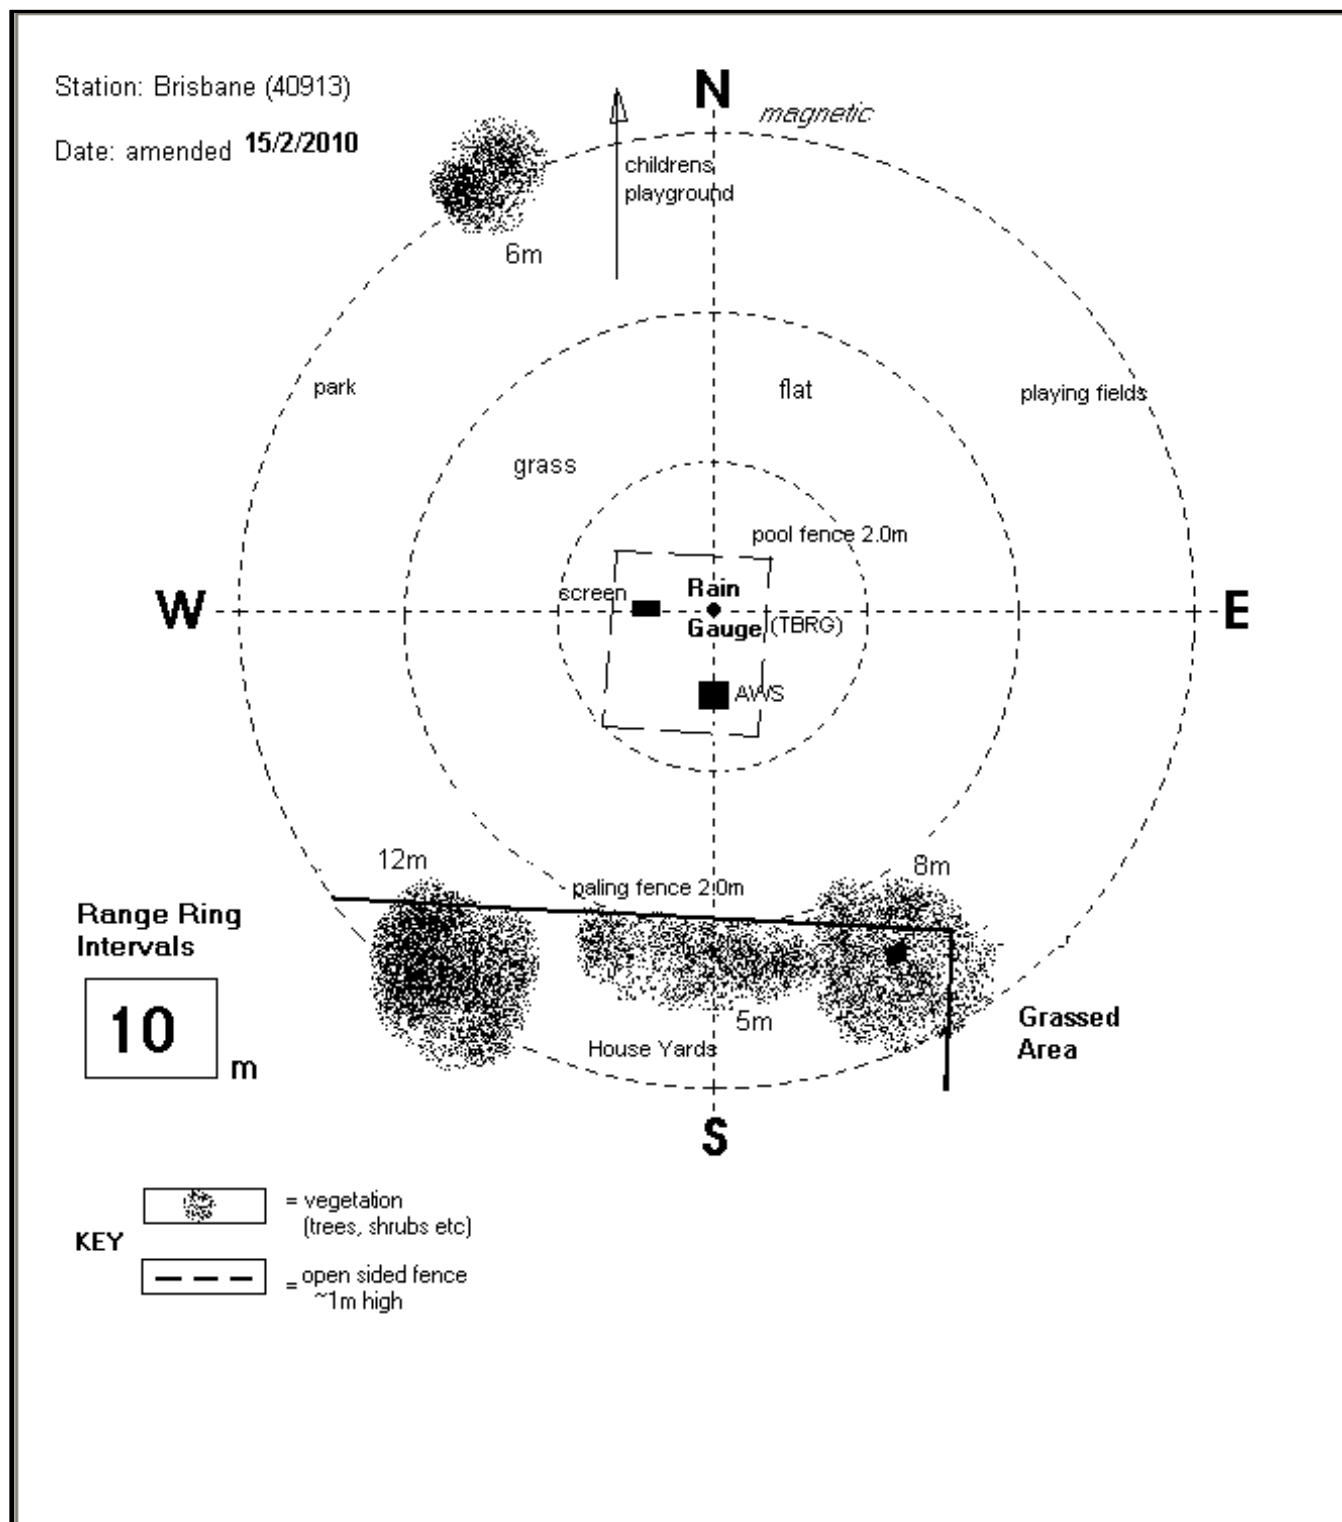 Station: Brisbane (40913)
Date: amended 15/2/2010
N
magnetic
childrens
playground
6m
park
flat
playing fields
grass
pool fence 2.0m
screen
Rain
Gauge (TBRG)
W
E
AWS
12m
8m
paling fence 2.0m
Range Ring
Intervals
10 m
5m
House Yards
Grassed
Area
S
KEY
= vegetation
(trees, shrubs etc)
= open sided fence
~1m high